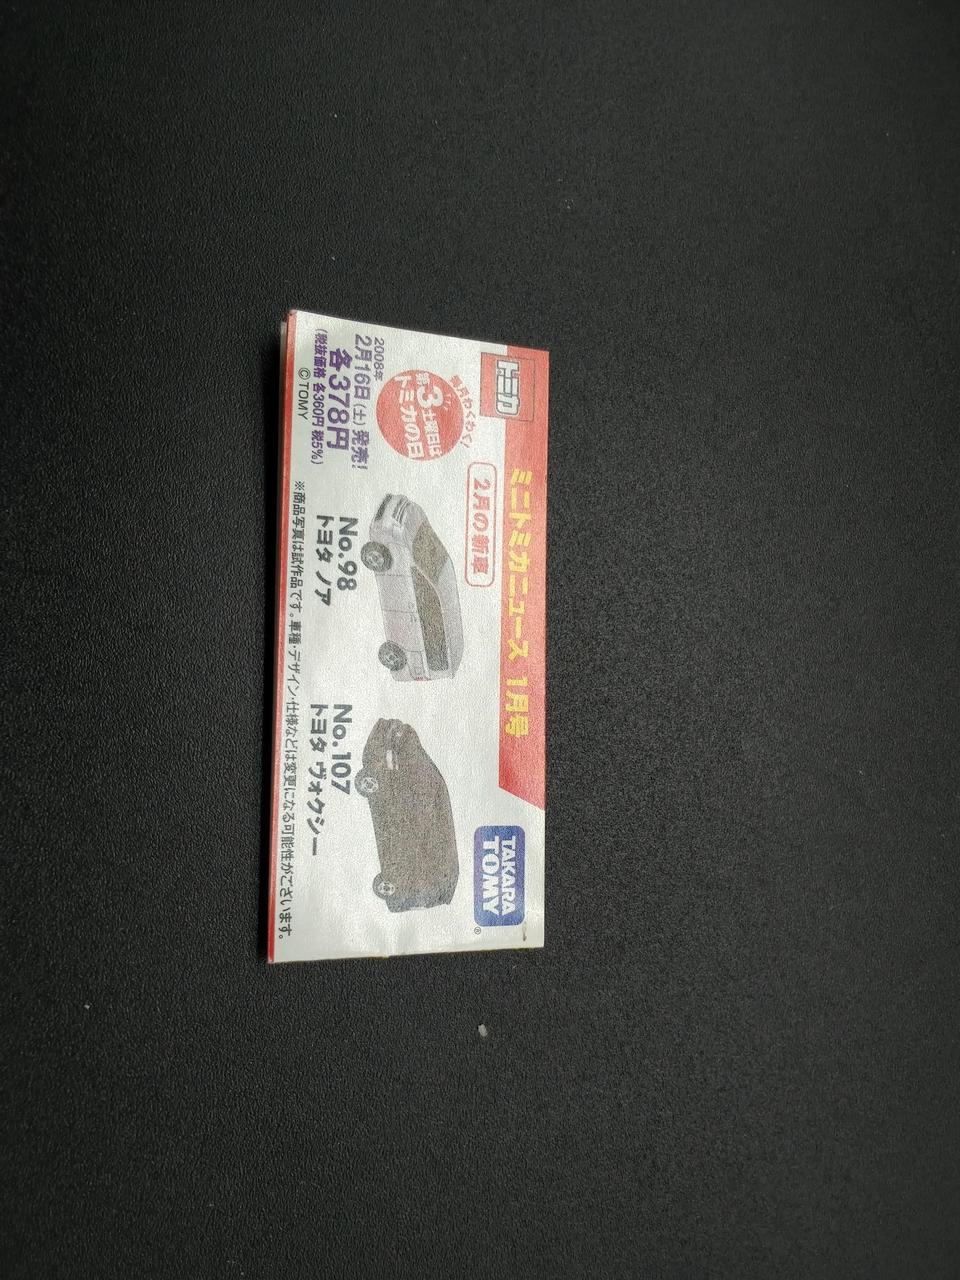 トミカ
ミニトミカニュース 1月号
TAKARA
TOMY
®
毎月わくわく!
第3土曜日は
トミカの日
2月の新車
2008年
2月16日(土)発売!
各378円
(税抜価格 各360円 税5%)
©TOMY
No.98
トヨタ ノア
No.107
トヨタ ヴォクシー
※商品写真は試作品です。車種・デザイン・仕様などは変更になる可能性がございます。